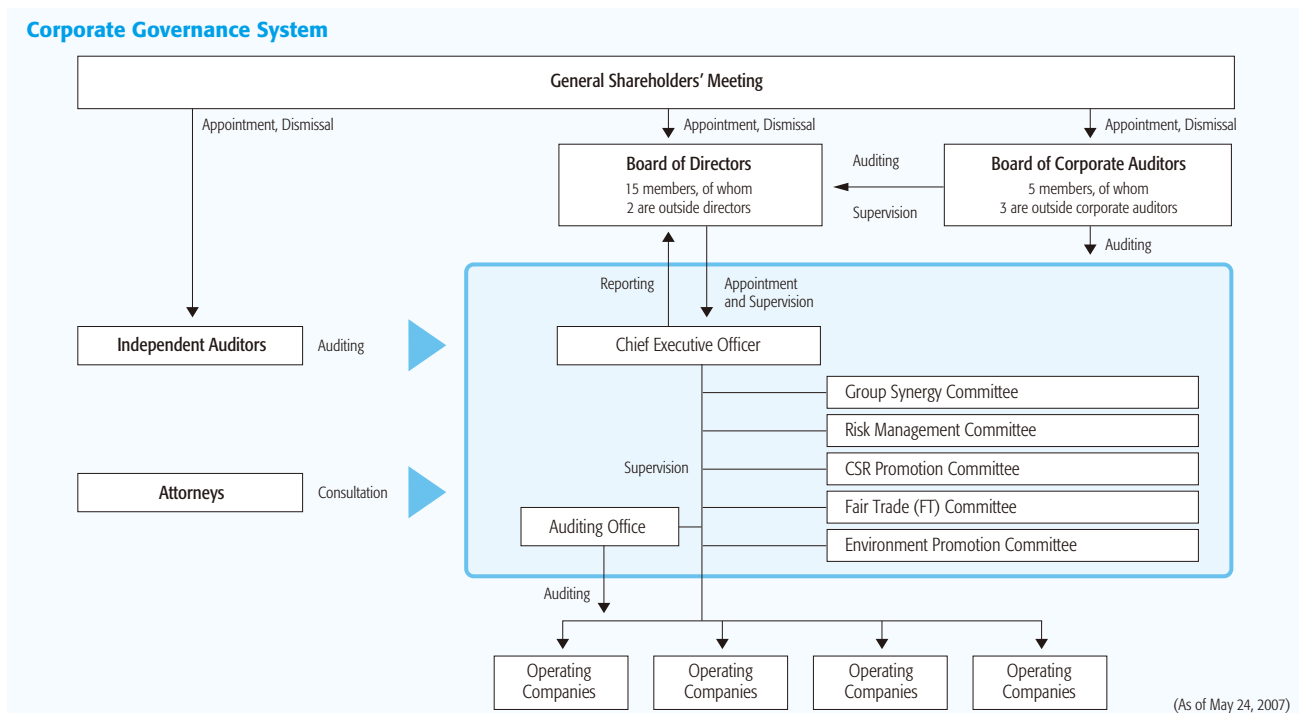 Corporate Governance System
General Shareholders' Meeting
Appointment, Dismissal
Appointment, Dismissal
Appointment, Dismissal
Board of Directors
15 members, of whom
2 are outside directors
Auditing
Supervision
Board of Corporate Auditors
5 members, of whom
3 are outside corporate auditors
Auditing
Reporting
Appointment
and Supervision
Independent Auditors
Auditing
Chief Executive Officer
Group Synergy Committee
Risk Management Committee
Supervision
CSR Promotion Committee
Attorneys
Consultation
Fair Trade (FT) Committee
Auditing Office
Environment Promotion Committee
Auditing
Operating
Companies
Operating
Companies
Operating
Companies
Operating
Companies
(As of May 24, 2007)